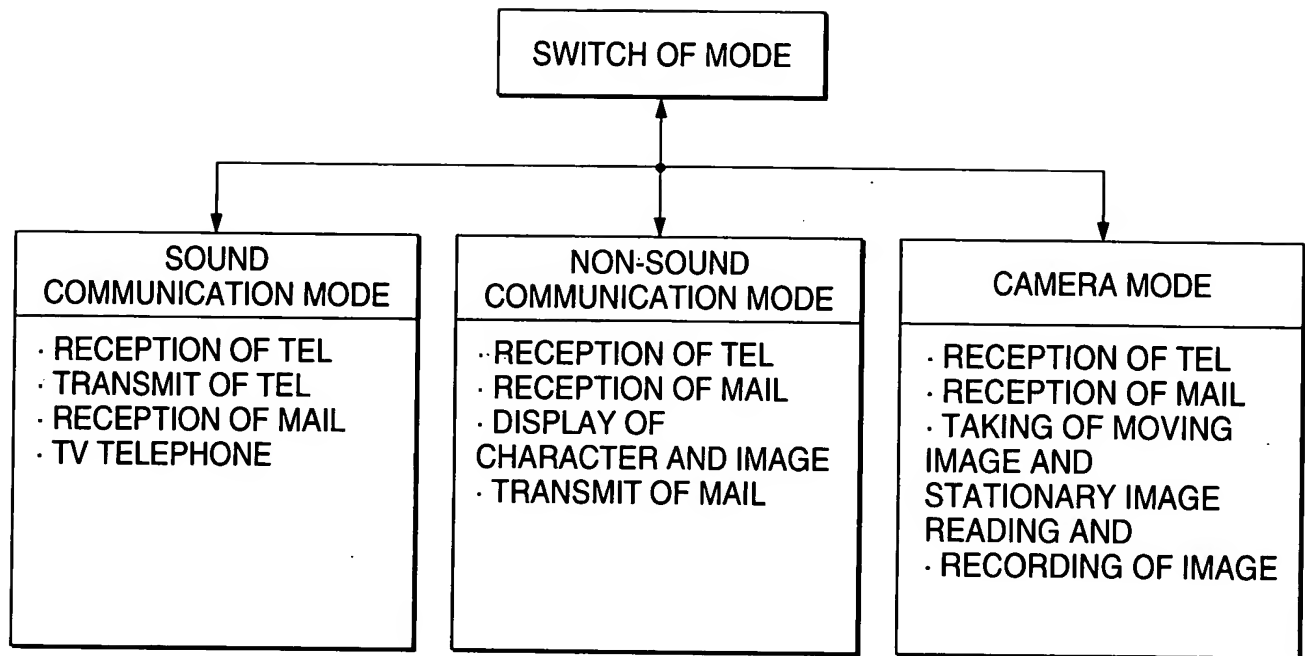 SWITCH OF MODE
SOUND
COMMUNICATION MODE
· RECEPTION OF TEL
· TRANSMIT OF TEL
· RECEPTION OF MAIL
· TV TELEPHONE
NON-SOUND
COMMUNICATION MODE
· RECEPTION OF TEL
· RECEPTION OF MAIL
· DISPLAY OF
CHARACTER AND IMAGE
· TRANSMIT OF MAIL
CAMERA MODE
· RECEPTION OF TEL
· RECEPTION OF MAIL
· TAKING OF MOVING
IMAGE AND
STATIONARY IMAGE
READING AND
· RECORDING OF IMAGE